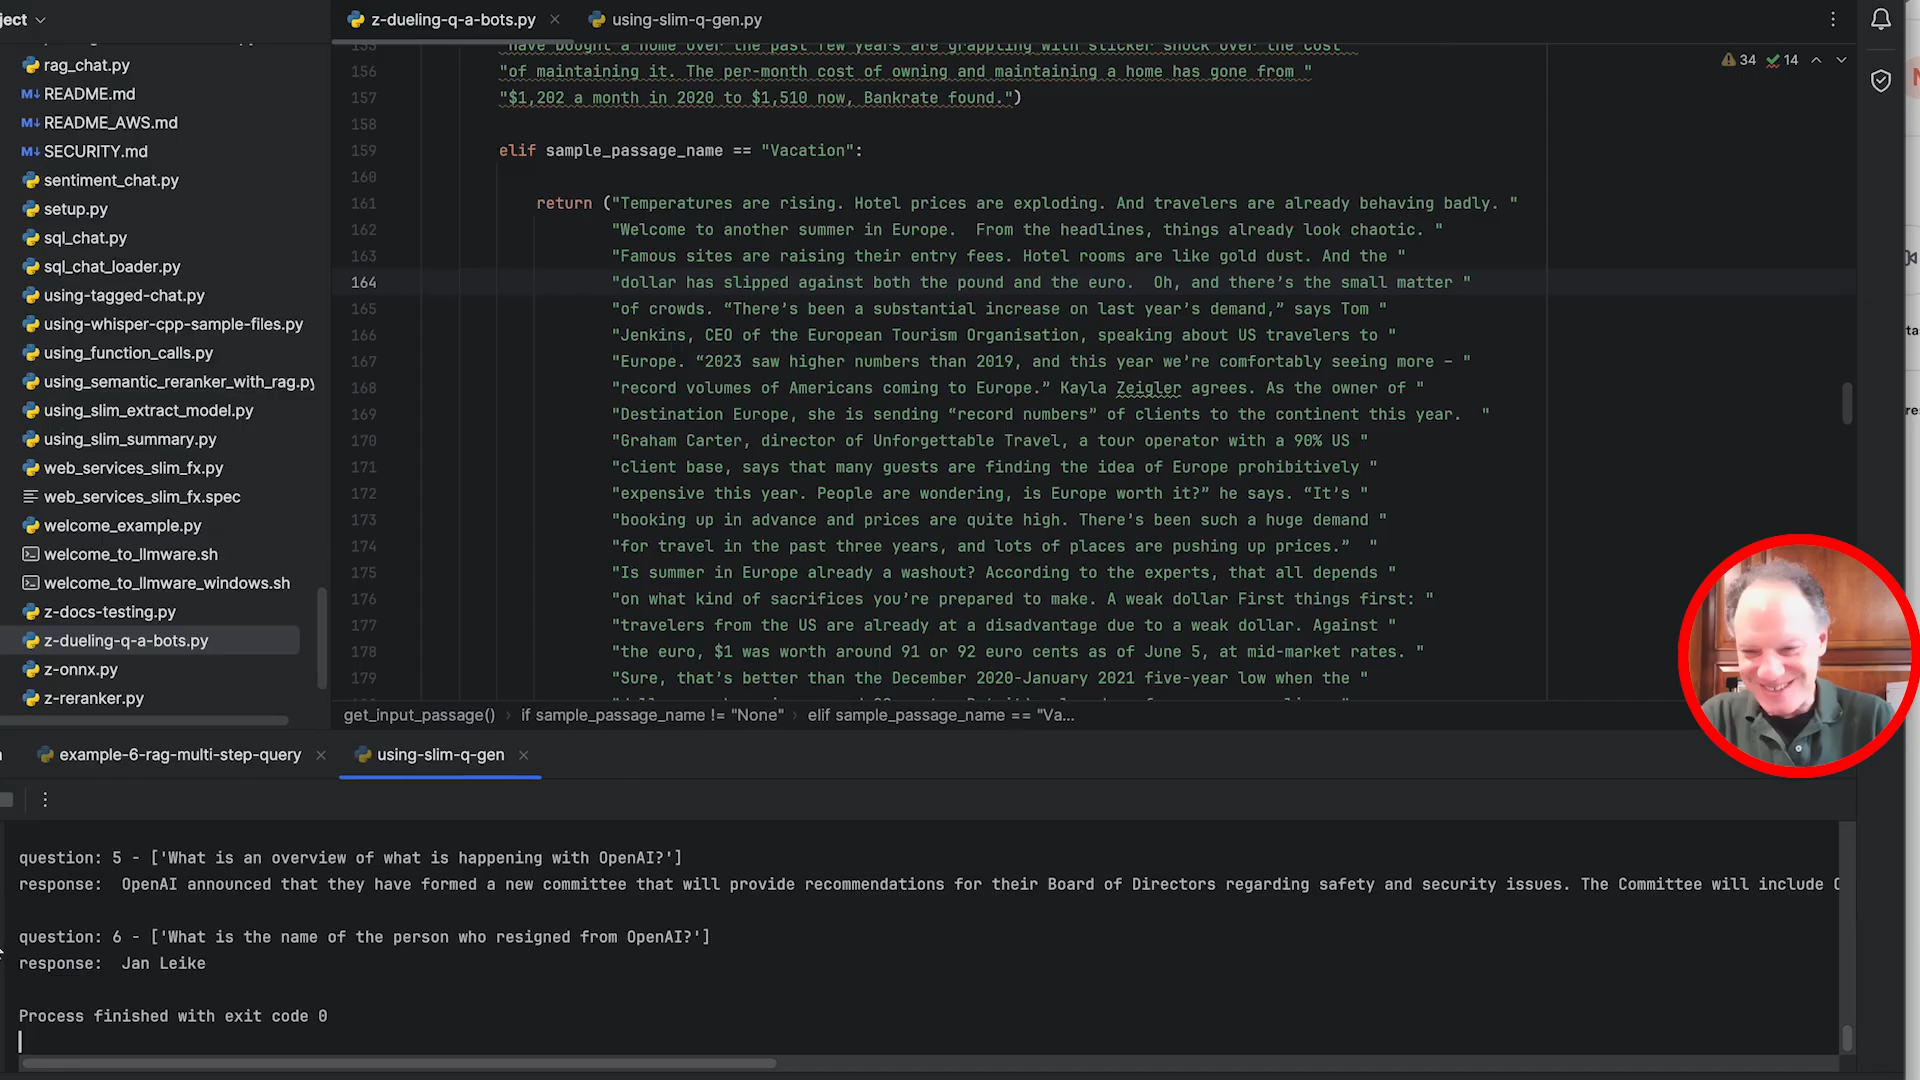 ject
z-dueling-q-a-bots.py
using-slim-q-gen.py
rag_chat.py
README.md
README_AWS.md
SECURITY.md
sentiment_chat.py
setup.py
sql_chat.py
sql_chat_loader.py
using-tagged-chat.py
using-whisper-cpp-sample-files.py
using_function_calls.py
using_semantic_reranker_with_rag.py
using_slim_extract_model.py
using_slim_summary.py
web_services_slim_fx.py
web_services_slim_fx.spec
welcome_example.py
welcome_to_llmware.sh
welcome_to_llmware_windows.sh
z-docs-testing.py
z-dueling-q-a-bots.py
z-onnx.py
z-reranker.py
34 14
155 "have bought a home over the past few years are grappling with sticker shock over the cost "
156 "of maintaining it. The per-month cost of owning and maintaining a home has gone from "
157 "$1,202 a month in 2020 to $1,510 now, Bankrate found.")
158
159 elif sample_passage_name == "Vacation":
160
161 return ("Temperatures are rising. Hotel prices are exploding. And travelers are already behaving badly. "
162 "Welcome to another summer in Europe.  From the headlines, things already look chaotic. "
163 "Famous sites are raising their entry fees. Hotel rooms are like gold dust. And the "
164 "dollar has slipped against both the pound and the euro.  Oh, and there’s the small matter "
165 "of crowds. “There’s been a substantial increase on last year’s demand,” says Tom "
166 "Jenkins, CEO of the European Tourism Organisation, speaking about US travelers to "
167 "Europe. “2023 saw higher numbers than 2019, and this year we’re comfortably seeing more – "
168 "record volumes of Americans coming to Europe.” Kayla Zeigler agrees. As the owner of "
169 "Destination Europe, she is sending “record numbers” of clients to the continent this year.  "
170 "Graham Carter, director of Unforgettable Travel, a tour operator with a 90% US "
171 "client base, says that many guests are finding the idea of Europe prohibitively "
172 "expensive this year. People are wondering, is Europe worth it?” he says. “It’s "
173 "booking up in advance and prices are quite high. There’s been such a huge demand "
174 "for travel in the past three years, and lots of places are pushing up prices.”  "
175 "Is summer in Europe already a washout? According to the experts, that all depends "
176 "on what kind of sacrifices you’re prepared to make. A weak dollar First things first: "
177 "travelers from the US are already at a disadvantage due to a weak dollar. Against "
178 "the euro, $1 was worth around 91 or 92 euro cents as of June 5, at mid-market rates. "
179 "Sure, that’s better than the December 2020-January 2021 five-year low when the "
get_input_passage() › if sample_passage_name != "None" › elif sample_passage_name == "Va...
example-6-rag-multi-step-query
using-slim-q-gen
question: 5 - ['What is an overview of what is happening with OpenAI?']
response:  OpenAI announced that they have formed a new committee that will provide recommendations for their Board of Directors regarding safety and security issues. The Committee will include
question: 6 - ['What is the name of the person who resigned from OpenAI?']
response:  Jan Leike
Process finished with exit code 0